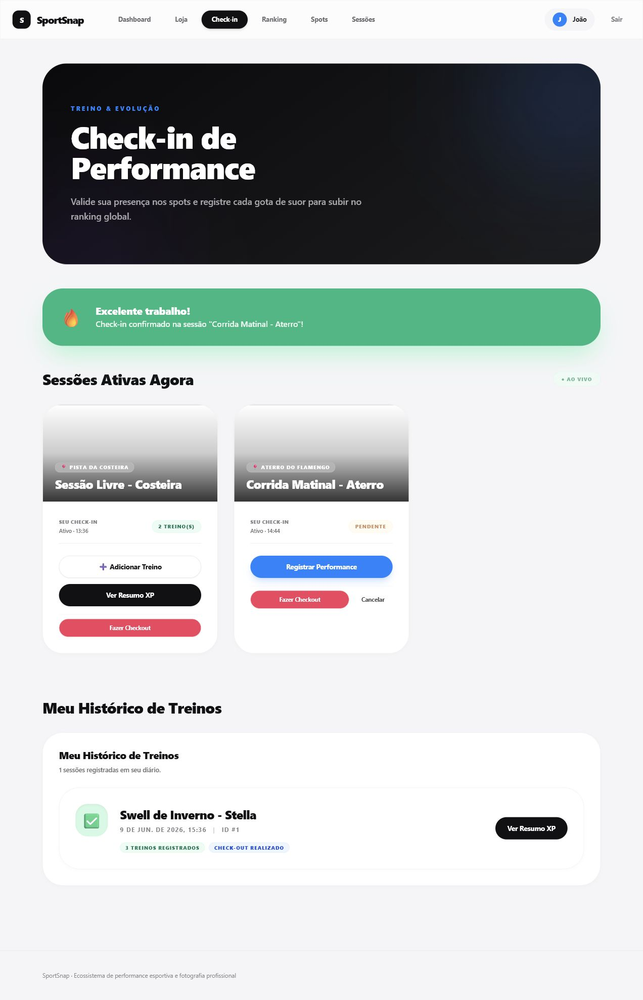 S SportSnap Dashboard Loja Check-in Ranking Spots Sessões J João Sair
TREINO & EVOLUÇÃO
Check-in de
Performance
Valide sua presença nos spots e registre cada gota de suor para subir no
ranking global.
Excelente trabalho!
Check-in confirmado na sessão "Corrida Matinal - Aterro"!
Sessões Ativas Agora
● AO VIVO
📍 PISTA DA COSTEIRA
Sessão Livre - Costeira
SEU CHECK-IN
Ativo · 13:36
2 TREINO(S)
➕ Adicionar Treino
Ver Resumo XP
Fazer Checkout
📍 ATERRO DO FLAMENGO
Corrida Matinal - Aterro
SEU CHECK-IN
Ativo · 14:44
PENDENTE
Registrar Performance
Fazer Checkout Cancelar
Meu Histórico de Treinos
Meu Histórico de Treinos
1 sessões registradas em seu diário.
Swell de Inverno - Stella
9 DE JUN. DE 2026, 15:36 | ID #1
3 TREINOS REGISTRADOS CHECK-OUT REALIZADO
Ver Resumo XP
SportSnap · Ecossistema de performance esportiva e fotografia profissional